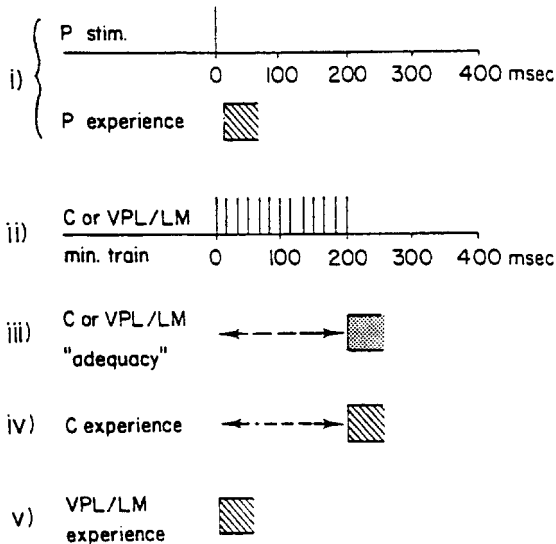 P stim.
0 100 200 300 400 msec
i)
P experience
ii) C or VPL/LM
min. train 0 100 200 300 400 msec
iii) C or VPL/LM
"adequacy"
iv) C experience
v) VPL/LM
experience